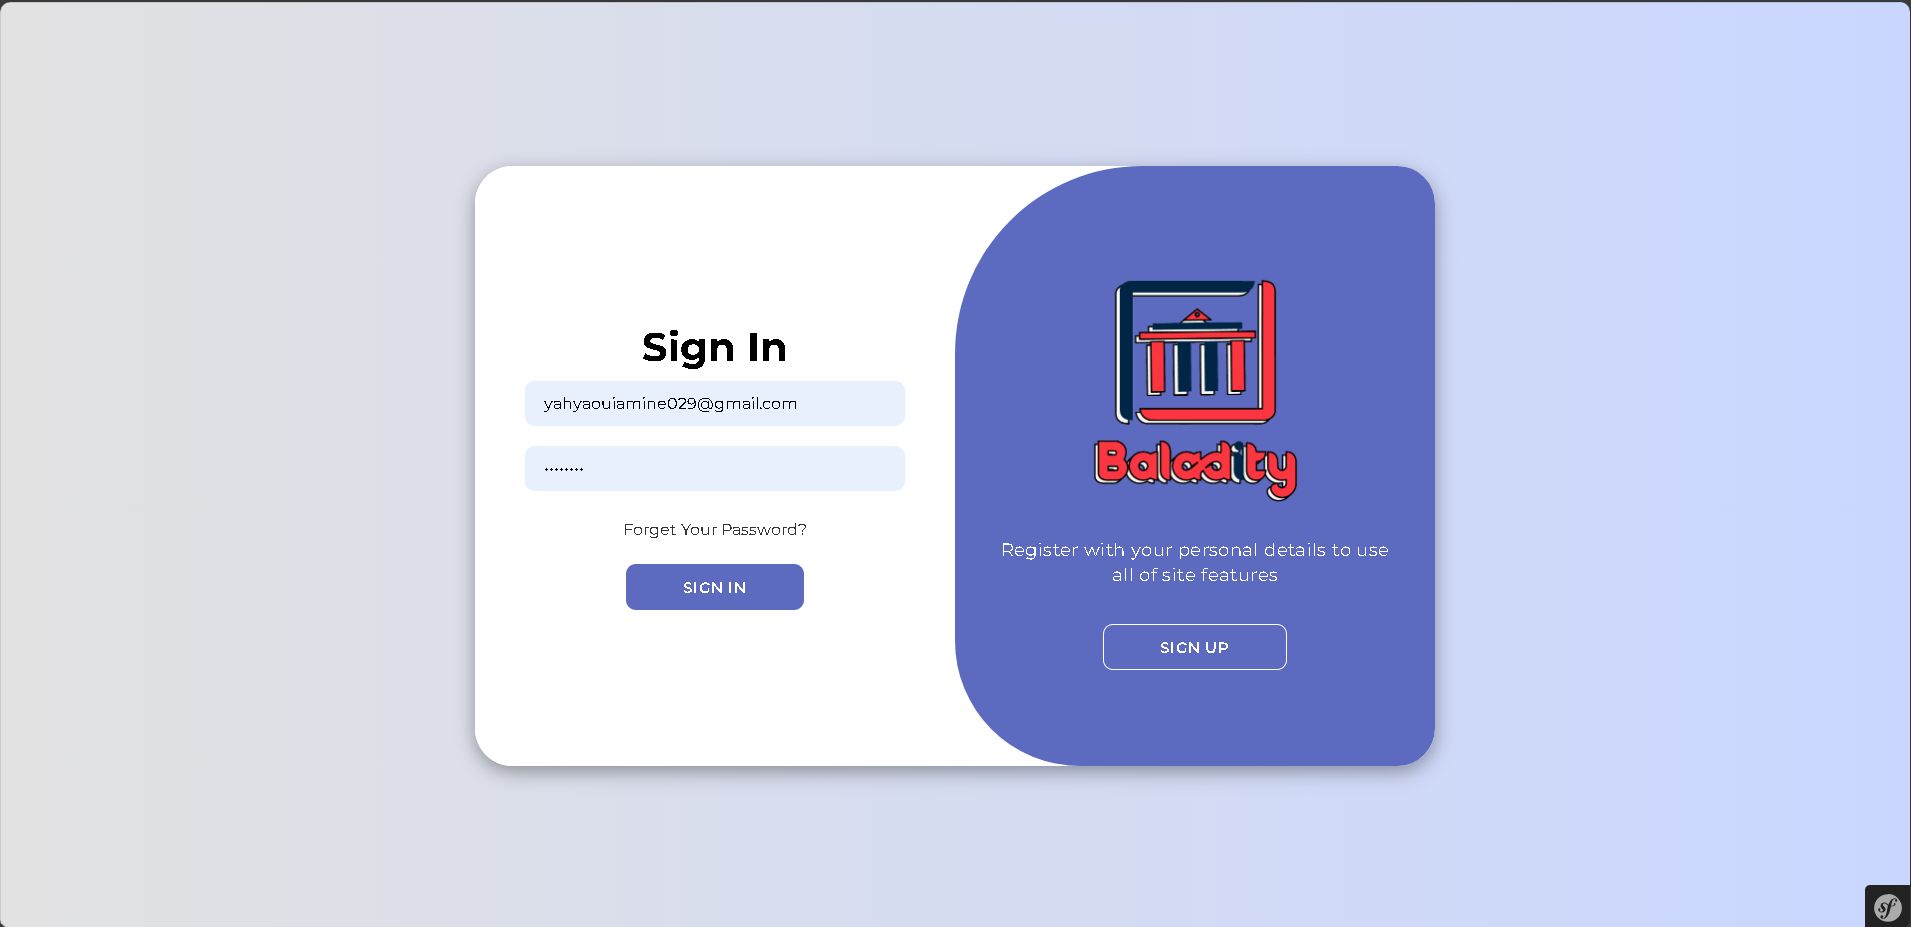 Sign In
yahyaouiamine029@gmail.com
........
Forget Your Password?
SIGN IN
Baladity
Register with your personal details to use
all of site features
SIGN UP
sf